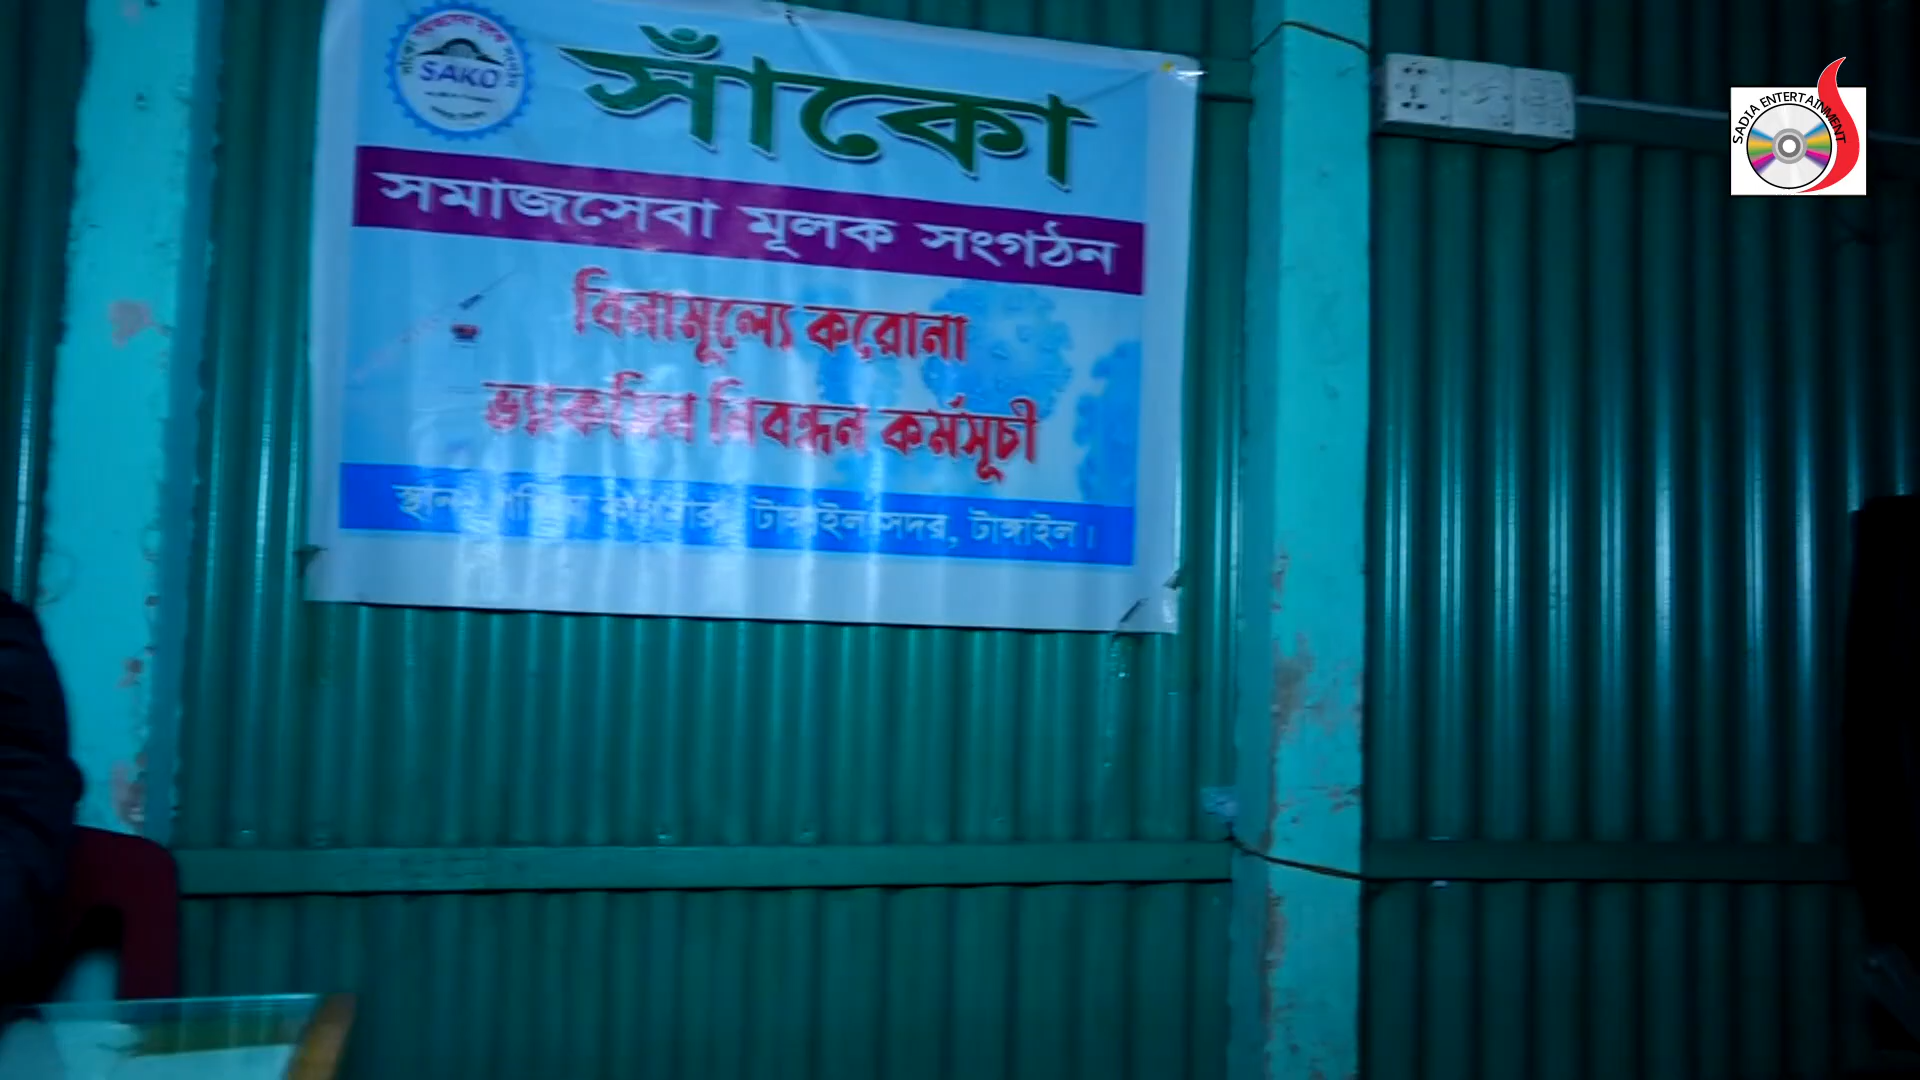 SAKO
সাঁকো
সমাজসেবা মূলক সংগঠন
বিনামূল্যে করোনা
ভ্যাকসিন নিবন্ধন কর্মসূচী
স্থান: টাঙ্গাইল সদর, টাঙ্গাইল।
SADIA ENTERTAINMENT